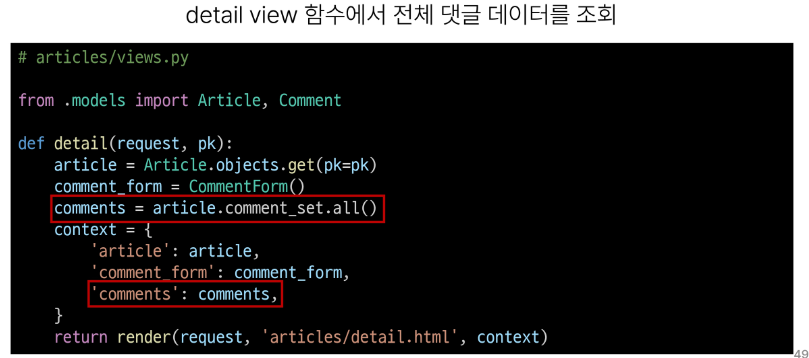 detail view 함수에서 전체 댓글 데이터를 조회
# articles/views.py
from .models import Article, Comment
def detail(request, pk):
    article = Article.objects.get(pk=pk)
    comment_form = CommentForm()
    comments = article.comment_set.all()
    context = {
        'article': article,
        'comment_form': comment_form,
        'comments': comments,
    }
    return render(request, 'articles/detail.html', context)
49